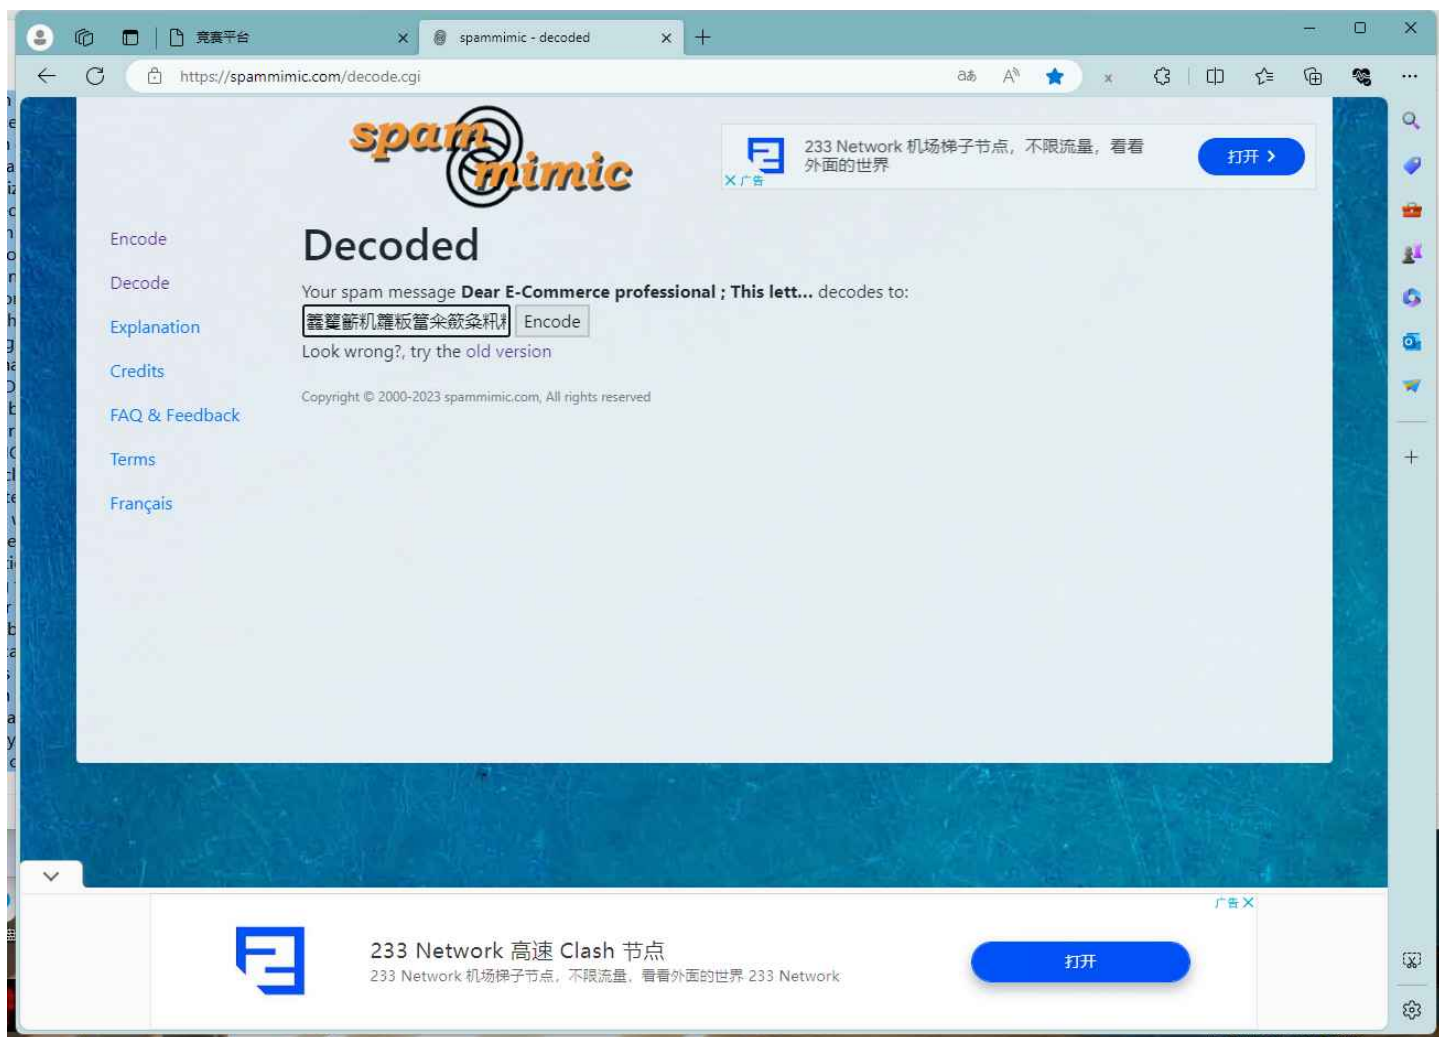 竞赛平台
spammimic - decoded
https://spammimic.com/decode.cgi
spam mimic
233 Network 机场梯子节点，不限流量，看看
外面的世界
打开
广告
Encode
Decode
Explanation
Credits
FAQ & Feedback
Terms
Français
Decoded
Your spam message Dear E-Commerce professional ; This lett... decodes to:
Encode
Look wrong?, try the old version
Copyright © 2000-2023 spammimic.com, All rights reserved
广告
233 Network 高速 Clash 节点
233 Network 机场梯子节点，不限流量，看看外面的世界 233 Network
打开